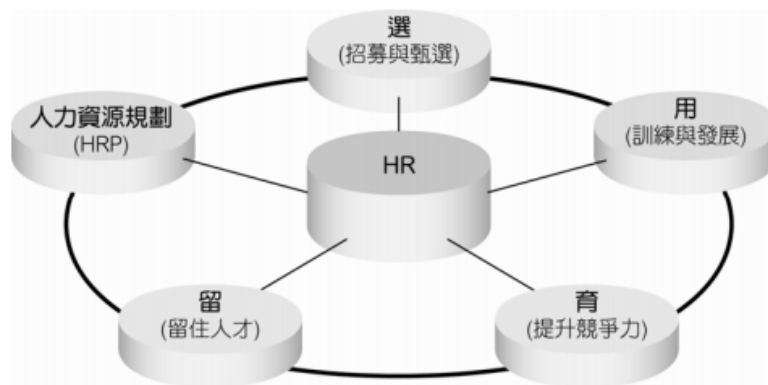 選
(招募與甄選)
人力資源規劃
(HRP)
用
(訓練與發展)
HR
留
(留住人才)
育
(提升競爭力)